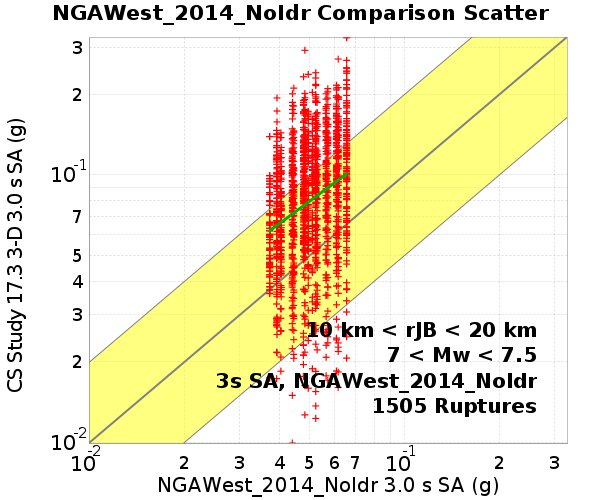 NGAWest_2014_NoIdr Comparison Scatter
CS Study 17.3 3-D 3.0 s SA (g)
3
2
10-1
7
5
4
3
2
10-2
10 km < rJB < 20 km
7 < Mw < 7.5
3s SA, NGAWest_2014_NoIdr
1505 Ruptures
10-2 2 3 4 5 6 7 10-1 2 3
NGAWest_2014_NoIdr 3.0 s SA (g)